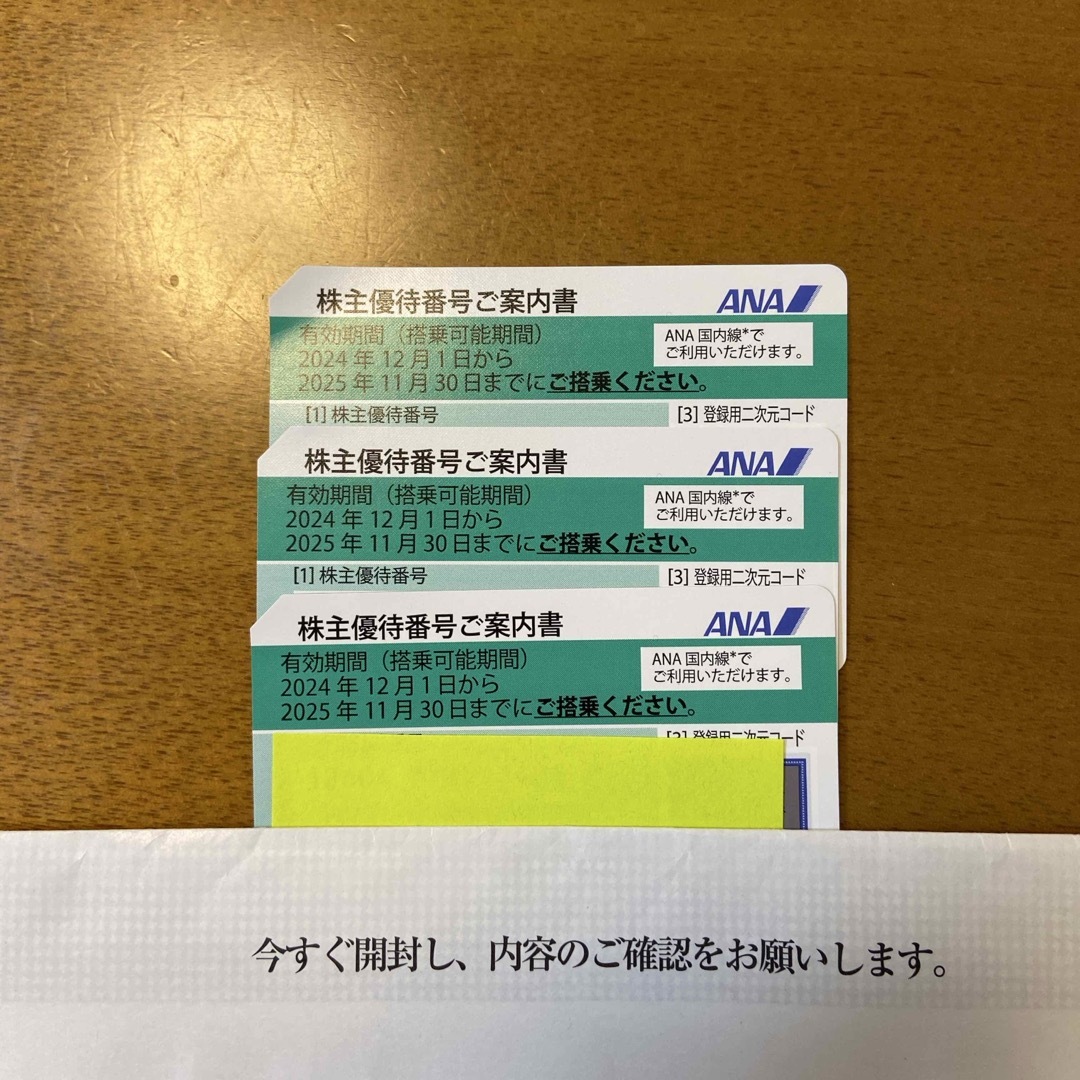 株主優待番号ご案内書
ANA
有効期間（搭乗可能期間）
2024年12月1日から
2025年11月30日までにご搭乗ください。
ANA国内線*で
ご利用いただけます。
[1] 株主優待番号
[3] 登録用二次元コード
株主優待番号ご案内書
ANA
有効期間（搭乗可能期間）
2024年12月1日から
2025年11月30日までにご搭乗ください。
ANA国内線*で
ご利用いただけます。
[1] 株主優待番号
[3] 登録用二次元コード
株主優待番号ご案内書
ANA
有効期間（搭乗可能期間）
2024年12月1日から
2025年11月30日までにご搭乗ください。
ANA国内線*で
ご利用いただけます。
[3] 登録用二次元コード
今すぐ開封し、内容のご確認をお願いします。